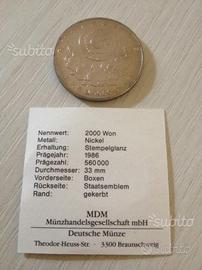 subito
subito
Nennwert: 2000 Won
Metall: Nickel
Erhaltung: Stempelglanz
Prägejahr: 1986
Prägezahl: 560000
Durchmesser: 33 mm
Vorderseite: Boxen
Rückseite: Staatsemblem
Rand: gekerbt
MDM
Münzhandelsgesellschaft mbH
Deutsche Münze
Theodor-Heuss-Str. · 3300 Braunschweig